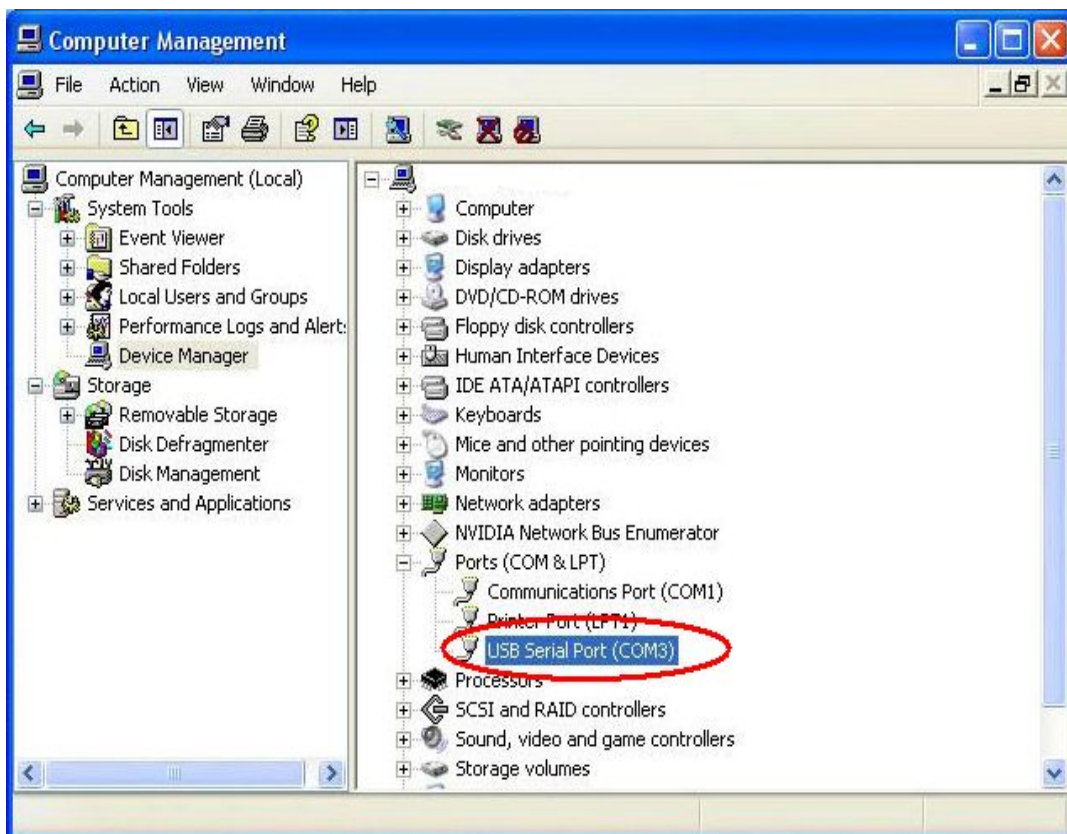 Computer Management
File Action View Window Help
Computer Management (Local)
System Tools
Event Viewer
Shared Folders
Local Users and Groups
Performance Logs and Alert
Device Manager
Storage
Removable Storage
Disk Defragmenter
Disk Management
Services and Applications
Computer
Disk drives
Display adapters
DVD/CD-ROM drives
Floppy disk controllers
Human Interface Devices
IDE ATA/ATAPI controllers
Keyboards
Mice and other pointing devices
Monitors
Network adapters
NVIDIA Network Bus Enumerator
Ports (COM & LPT)
Communications Port (COM1)
Printer Port (LPT1)
USB Serial Port (COM3)
Processors
SCSI and RAID controllers
Sound, video and game controllers
Storage volumes